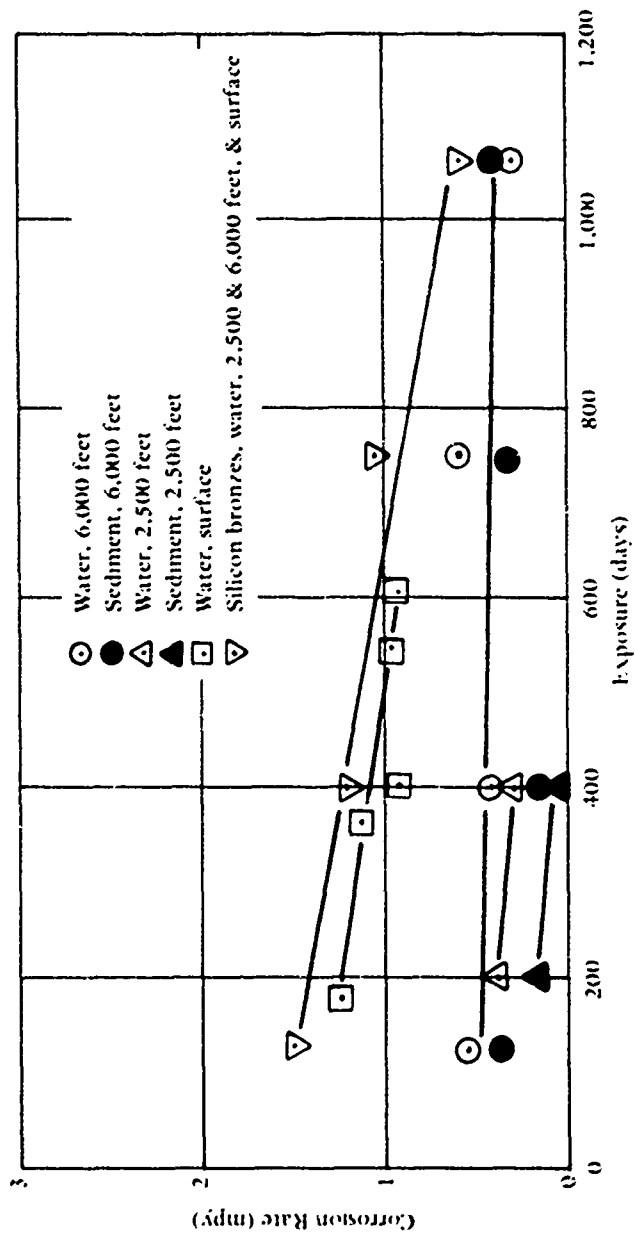 Water, 6,000 feet
Sediment, 6,000 feet
Water, 2,500 feet
Sediment, 2,500 feet
Water, surface
Silicon bronzes, water, 2,500 & 6,000 feet, & surface
3
2
1
0
Corrosion Rate (mpy)
0 200 400 600 800 1,000 1,200
Exposure (days)